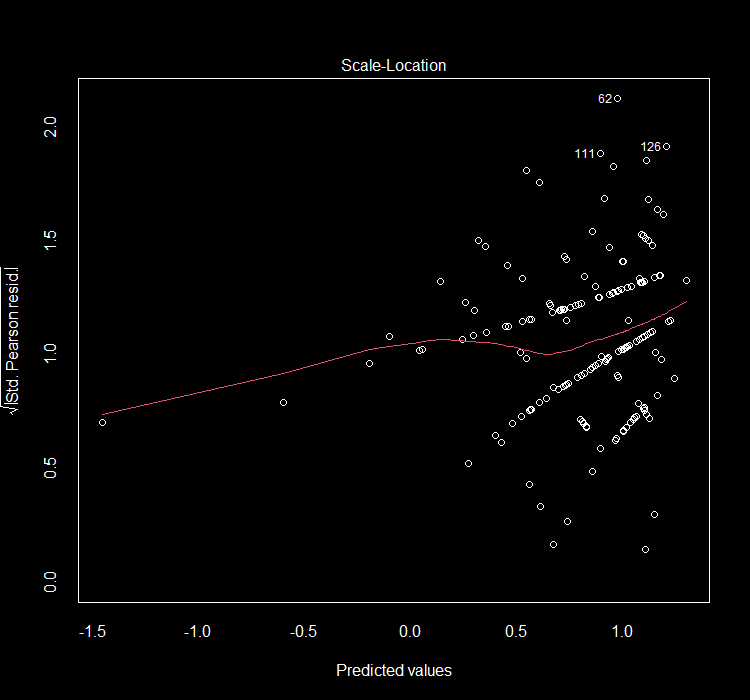 Scale-Location
62
126
111
2.0
1.5
1.0
0.5
0.0
√|Std. Pearson resid.|
-1.5 -1.0 -0.5 0.0 0.5 1.0
Predicted values